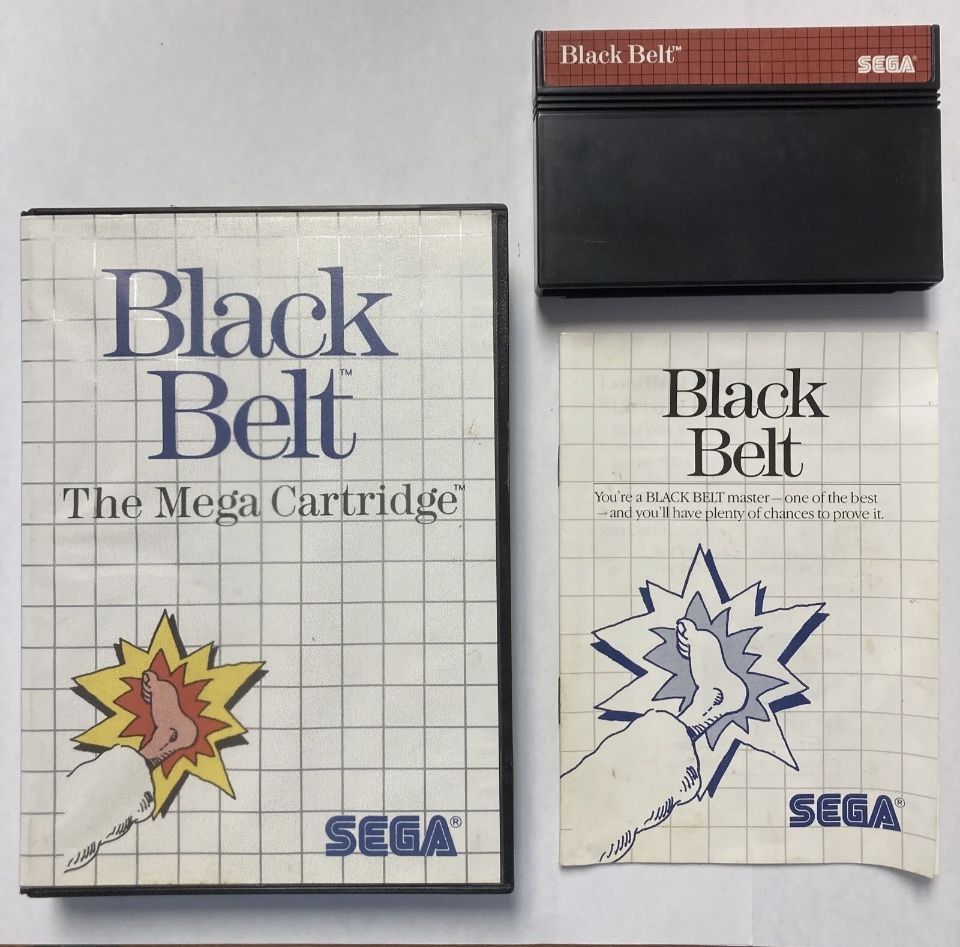 Black Belt™
SEGA®
Black
Belt™
The Mega Cartridge™
SEGA®
Black
Belt
You're a BLACK BELT master—one of the best
—and you'll have plenty of chances to prove it.
SEGA®